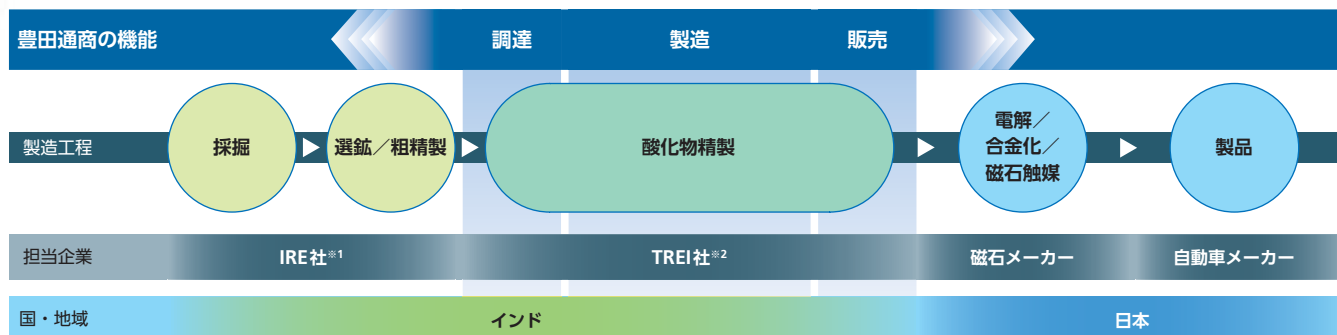 豊田通商の機能
調達
製造
販売
製造工程
採掘
選鉱／粗精製
酸化物精製
電解／
合金化／
磁石触媒
製品
担当企業
IRE社※1
TREI社※2
磁石メーカー
自動車メーカー
国・地域
インド
日本